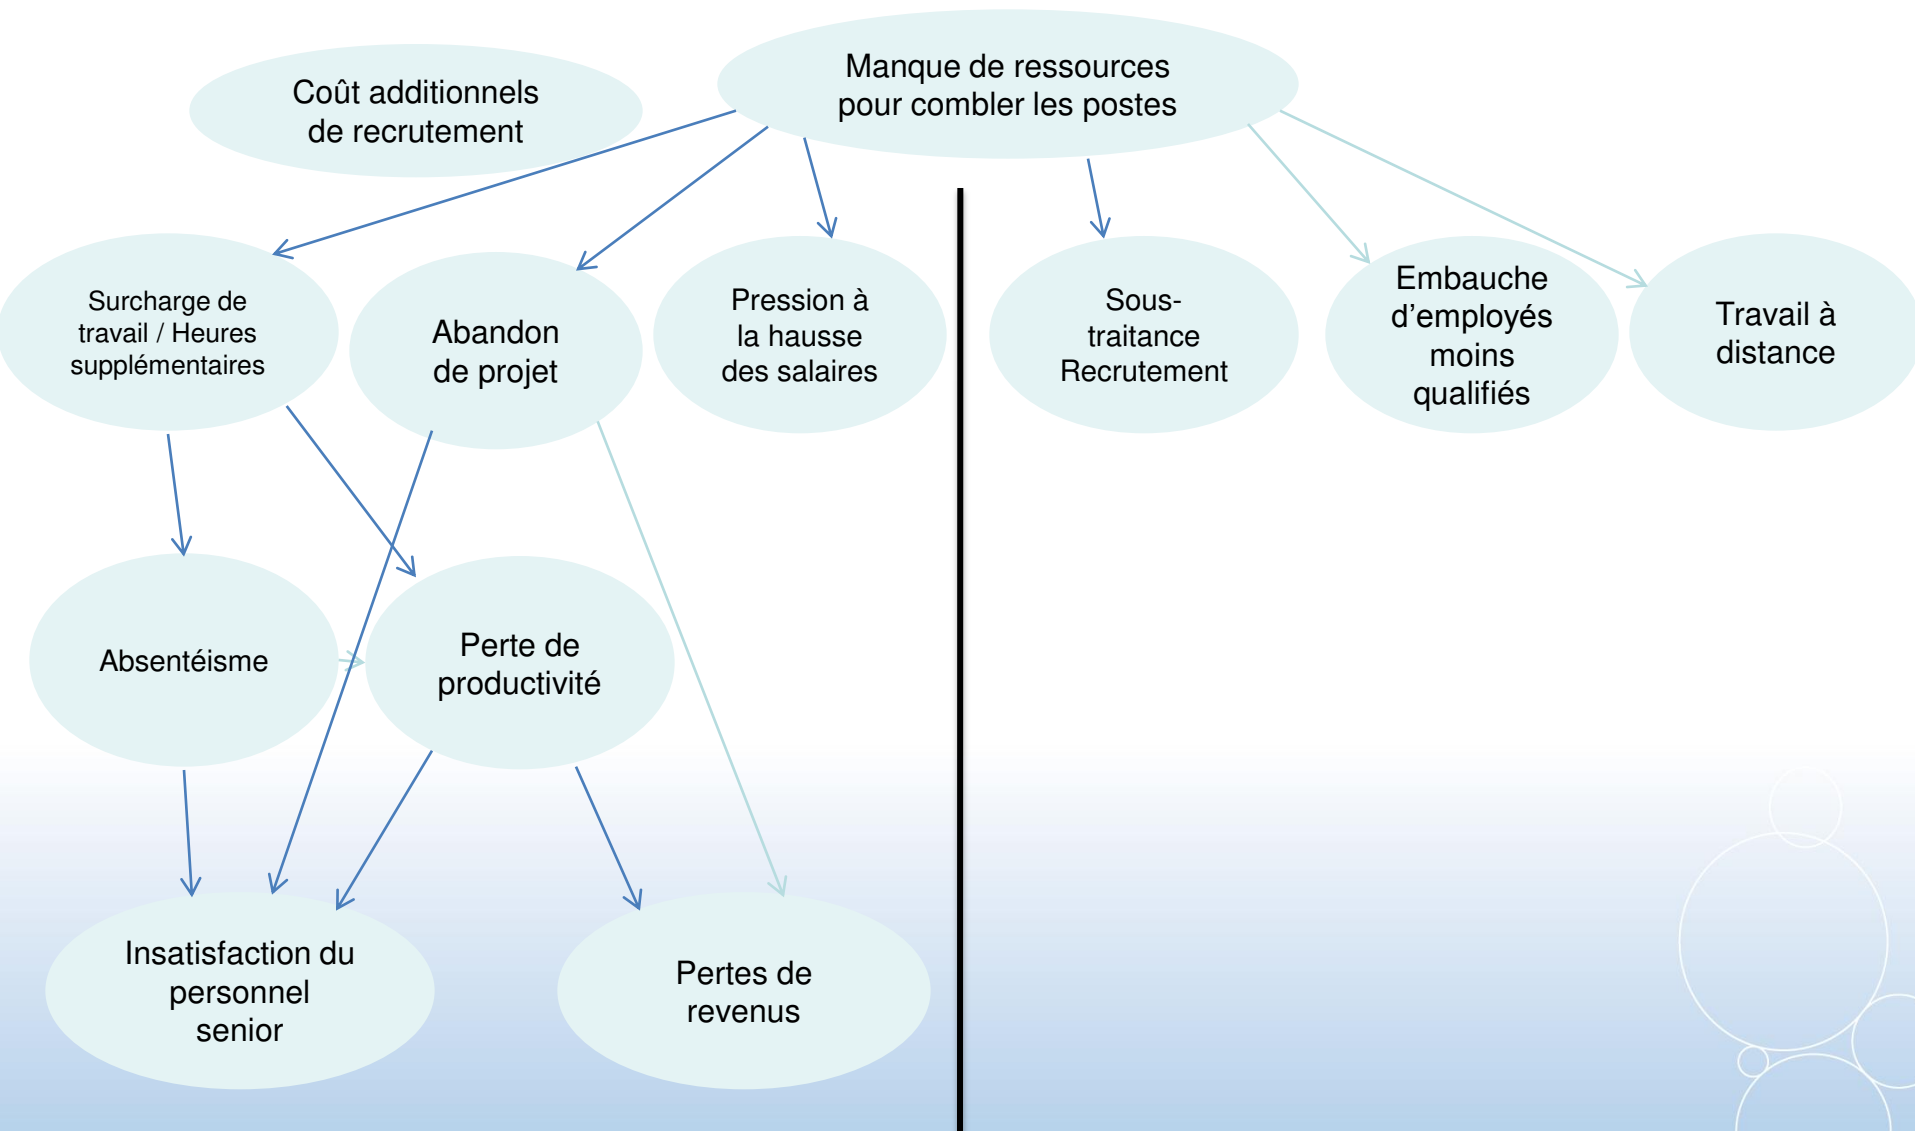 Coût additionnels
de recrutement
Manque de ressources
pour combler les postes
Surcharge de
travail / Heures
supplémentaires
Abandon
de projet
Pression à
la hausse
des salaires
Sous-
traitance
Recrutement
Embauche
d’employés
moins
qualifiés
Travail à
distance
Absentéisme
Perte de
productivité
Insatisfaction du
personnel
senior
Pertes de
revenus